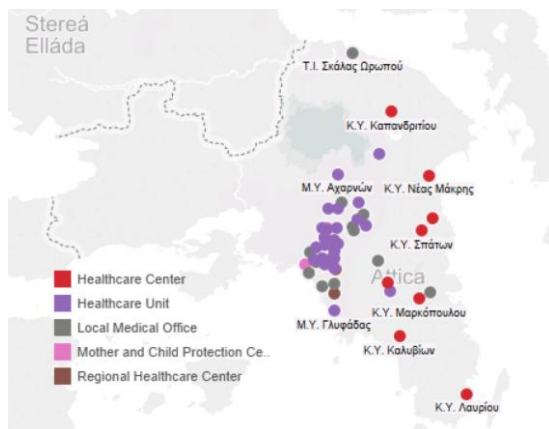 Stereá
Elláda
Τ.Ι. Σκάλας Ωρωπού
Κ.Υ. Καπανδριτίου
Μ.Υ. Αχαρνών
Κ.Υ. Νέας Μάκρης
Κ.Υ. Σπάτων
Attica
Κ.Υ. Μαρκόπουλου
Μ.Υ. Γλυφάδας
Κ.Υ. Καλυβίων
Κ.Υ. Λαυρίου
Healthcare Center
Healthcare Unit
Local Medical Office
Mother and Child Protection Ce..
Regional Healthcare Center